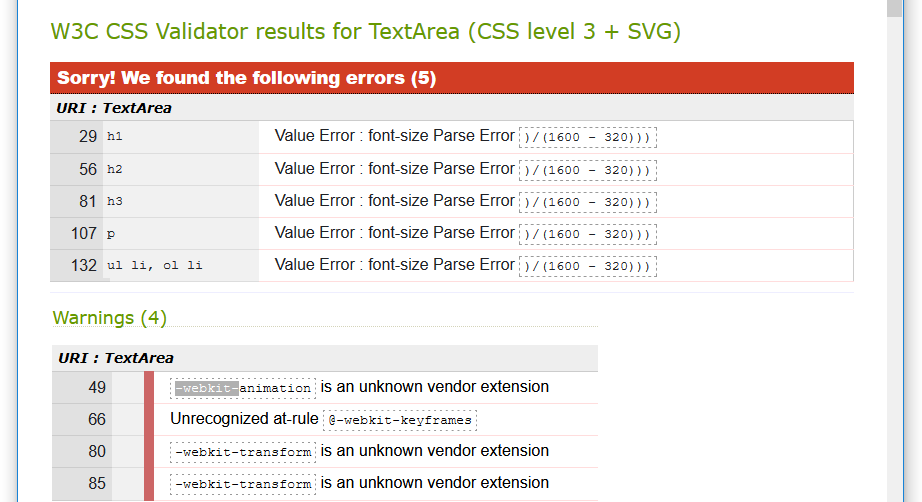 W3C CSS Validator results for TextArea (CSS level 3 + SVG)
Sorry! We found the following errors (5)
URI : TextArea
29 h1 Value Error : font-size Parse Error )/(1600 - 320)))
56 h2 Value Error : font-size Parse Error )/(1600 - 320)))
81 h3 Value Error : font-size Parse Error )/(1600 - 320)))
107 p Value Error : font-size Parse Error )/(1600 - 320)))
132 ul li, ol li Value Error : font-size Parse Error )/(1600 - 320)))
Warnings (4)
URI : TextArea
49 -webkit-animation is an unknown vendor extension
66 Unrecognized at-rule @-webkit-keyframes
80 -webkit-transform is an unknown vendor extension
85 -webkit-transform is an unknown vendor extension